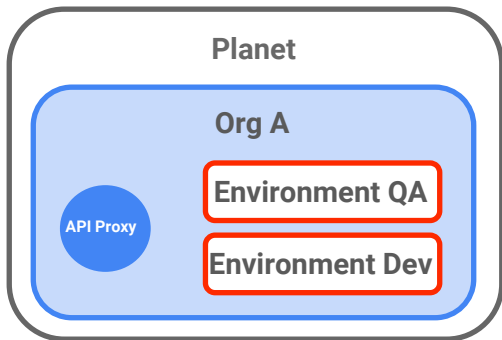 Planet
Org A
Environment QA
API Proxy
Environment Dev